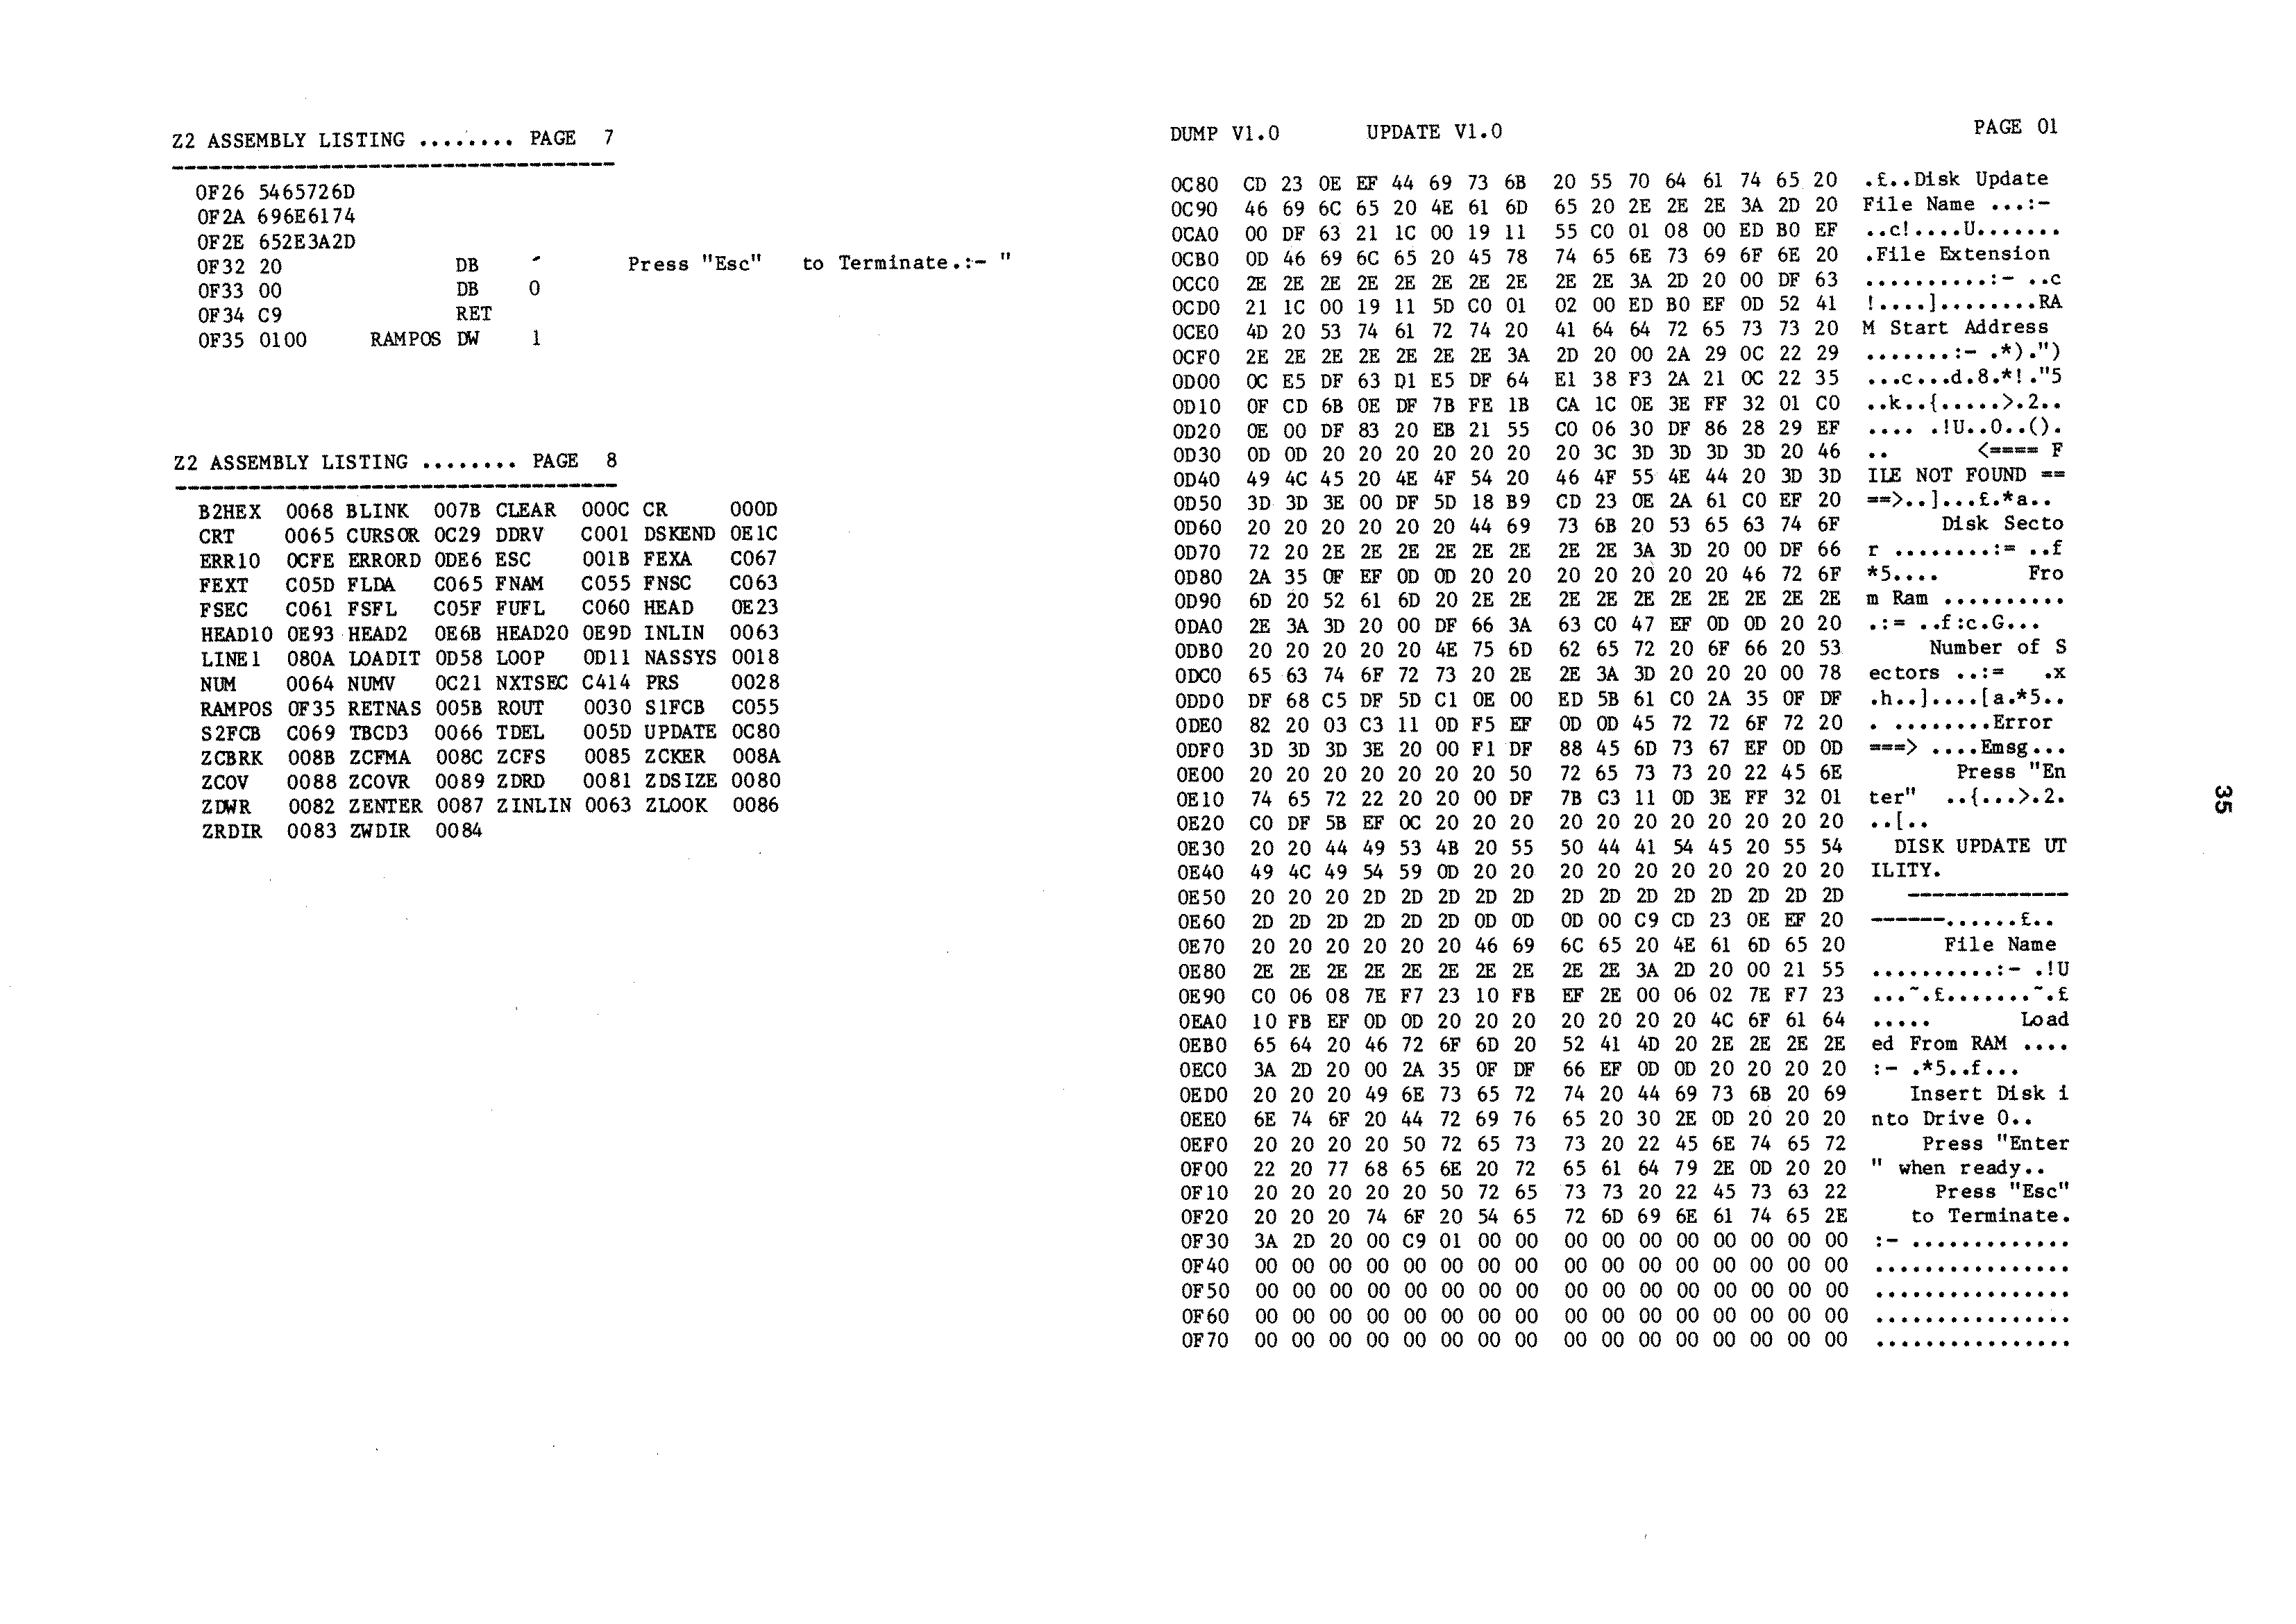 Z2 ASSEMBLY LISTING ........ PAGE 7
-------------------------------------
0F26 5465726D
0F2A 696E6174
0F2E 652E3A2D
0F32 20 DB " Press "Esc" to Terminate.:- "
0F33 00 DB 0
0F34 C9 RET
0F35 0100 RAMPOS DW 1
Z2 ASSEMBLY LISTING ........ PAGE 8
-------------------------------------
B2HEX 0068 BLINK 007B CLEAR 000C CR 000D
CRT 0065 CURSOR 0C29 DDRV C001 DSKEND 0E1C
ERR10 0CFE ERRORD 0DE6 ESC 001B FEXA C067
FEXT C05D FLDA C065 FNAM C055 FNSC C063
FSEC C061 FSFL C05F FUFL C060 HEAD 0E23
HEAD10 0E93 HEAD2 0E6B HEAD20 0E9D INLIN 0063
LINE1 080A LOADIT 0D58 LOOP 0D11 NASSYS 0018
NUM 0064 NUMV 0C21 NXTSEC C414 PRS 0028
RAMPOS 0F35 RETNAS 005B ROUT 0030 S1FCB C055
S2FCB C069 TBCD3 0066 TDEL 005D UPDATE 0C80
ZCBRK 008B ZCFMA 008C ZCFS 0085 ZCKER 008A
ZCOV 0088 ZCOVR 0089 ZDRD 0081 ZDSIZE 0080
ZDWR 0082 ZENTER 0087 ZINLIN 0063 ZLOOK 0086
ZRDIR 0083 ZWDIR 0084
DUMP V1.0 UPDATE V1.0 PAGE 01
0C80 CD 23 0E EF 44 69 73 6B 20 55 70 64 61 74 65 20 .£..Disk Update
0C90 46 69 6C 65 20 4E 61 6D 65 20 2E 2E 2E 3A 2D 20 File Name ...:-
0CA0 00 DF 63 21 1C 00 19 11 55 C0 01 08 00 ED B0 EF ..c!....U.......
0CB0 0D 46 69 6C 65 20 45 78 74 65 6E 73 69 6F 6E 20 .File Extension
0CC0 2E 2E 2E 2E 2E 2E 2E 2E 2E 2E 3A 2D 20 00 DF 63 ..........:- ..c
0CD0 21 1C 00 19 11 5D C0 01 02 00 ED B0 EF 0D 52 41 !....]........RA
0CE0 4D 20 53 74 61 72 74 20 41 64 64 72 65 73 73 20 M Start Address
0CF0 2E 2E 2E 2E 2E 2E 2E 3A 2D 20 00 2A 29 0C 22 29 .......:- .*).")
0D00 0C E5 DF 63 D1 E5 DF 64 E1 38 F3 2A 21 0C 22 35 ...c...d.8.*!."5
0D10 0F CD 6B 0E DF 7B FE 1B CA 1C 0E 3E FF 32 01 C0 ..k..{.....>.2..
0D20 0E 00 DF 83 20 EB 21 55 C0 06 30 DF 86 28 29 EF .... .!U..0..().
0D30 0D 0D 20 20 20 20 20 20 20 3C 3D 3D 3D 3D 20 46 .. <==== F
0D40 49 4C 45 20 4E 4F 54 20 46 4F 55 4E 44 20 3D 3D ILE NOT FOUND ==
0D50 3D 3D 3E 00 DF 5D 18 B9 CD 23 0E 2A 61 C0 EF 20 ==>..]...£.*a..
0D60 20 20 20 20 20 20 44 69 73 6B 20 53 65 63 74 6F Disk Secto
0D70 72 20 2E 2E 2E 2E 2E 2E 2E 2E 3A 3D 20 00 DF 66 r ........:= ..f
0D80 2A 35 0F EF 0D 0D 20 20 20 20 20 20 20 46 72 6F *5.... Fro
0D90 6D 20 52 61 6D 20 2E 2E 2E 2E 2E 2E 2E 2E 2E 2E m Ram ..........
0DA0 2E 3A 3D 20 00 DF 66 3A 63 C0 47 EF 0D 0D 20 20 .:= ..f:c.G...
0DB0 20 20 20 20 20 4E 75 6D 62 65 72 20 6F 66 20 53 Number of S
0DC0 65 63 74 6F 72 73 20 2E 2E 3A 3D 20 20 20 00 78 ectors ..:= .x
0DD0 DF 68 C5 DF 5D C1 0E 00 ED 5B 61 C0 2A 35 0F DF .h..]....[a.*5..
0DE0 82 20 03 C3 11 0D F5 EF 0D 0D 45 72 72 6F 72 20 . ........Error
0DF0 3D 3D 3D 3E 20 00 F1 DF 88 45 6D 73 67 EF 0D 0D ===> ....Emsg...
0E00 20 20 20 20 20 20 20 50 72 65 73 73 20 22 45 6E Press "En
0E10 74 65 72 22 20 20 00 DF 7B C3 11 0D 3E FF 32 01 ter" ..{...>.2.
0E20 C0 DF 5B EF 0C 20 20 20 20 20 20 20 20 20 20 20 ..[..
0E30 20 20 44 49 53 4B 20 55 50 44 41 54 45 20 55 54 DISK UPDATE UT
0E40 49 4C 49 54 59 0D 20 20 20 20 20 20 20 20 20 20 ILITY.
0E50 20 20 20 2D 2D 2D 2D 2D 2D 2D 2D 2D 2D 2D 2D 2D -------------
0E60 2D 2D 2D 2D 2D 2D 0D 0D 0D 00 C9 CD 23 0E EF 20 ------......£..
0E70 20 20 20 20 20 20 46 69 6C 65 20 4E 61 6D 65 20 File Name
0E80 2E 2E 2E 2E 2E 2E 2E 2E 2E 2E 3A 2D 20 00 21 55 ..........:- .!U
0E90 C0 06 08 7E F7 23 10 FB EF 2E 00 06 02 7E F7 23 ...~.£.......~.£
0EA0 10 FB EF 0D 0D 20 20 20 20 20 20 20 4C 6F 61 64 ..... Load
0EB0 65 64 20 46 72 6F 6D 20 52 41 4D 20 2E 2E 2E 2E ed From RAM ....
0EC0 3A 2D 20 00 2A 35 0F DF 66 EF 0D 0D 20 20 20 20 :- .*5..f...
0ED0 20 20 20 49 6E 73 65 72 74 20 44 69 73 6B 20 69 Insert Disk i
0EE0 6E 74 6F 20 44 72 69 76 65 20 30 2E 0D 20 20 20 nto Drive 0..
0EF0 20 20 20 20 50 72 65 73 73 20 22 45 6E 74 65 72 Press "Enter
0F00 22 20 77 68 65 6E 20 72 65 61 64 79 2E 0D 20 20 " when ready..
0F10 20 20 20 20 20 50 72 65 73 73 20 22 45 73 63 22 Press "Esc"
0F20 20 20 20 74 6F 20 54 65 72 6D 69 6E 61 74 65 2E to Terminate.
0F30 3A 2D 20 00 C9 01 00 00 00 00 00 00 00 00 00 00 :- .............
0F40 00 00 00 00 00 00 00 00 00 00 00 00 00 00 00 00 ................
0F50 00 00 00 00 00 00 00 00 00 00 00 00 00 00 00 00 ................
0F60 00 00 00 00 00 00 00 00 00 00 00 00 00 00 00 00 ................
0F70 00 00 00 00 00 00 00 00 00 00 00 00 00 00 00 00 ................
35